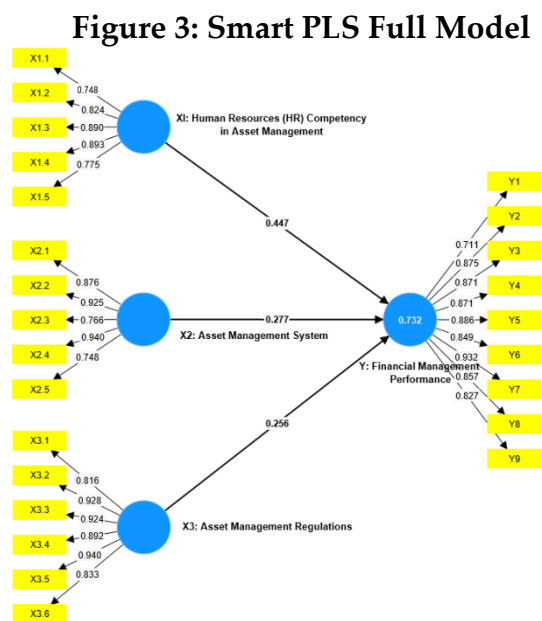 Figure 3: Smart PLS Full Model
X1.1
X1.2
X1.3
X1.4
X1.5
0.748
0.824
0.890
0.893
0.775
XI: Human Resources (HR) Competency
in Asset Management
0.447
X2.1
X2.2
X2.3
X2.4
X2.5
0.876
0.925
0.766
0.940
0.748
X2: Asset Management System
0.277
X3.1
X3.2
X3.3
X3.4
X3.5
X3.6
0.816
0.928
0.924
0.892
0.940
0.833
X3: Asset Management Regulations
0.256
0.732
Y: Financial Management
Performance
0.711
0.875
0.871
0.871
0.886
0.849
0.932
0.857
0.827
Y1
Y2
Y3
Y4
Y5
Y6
Y7
Y8
Y9